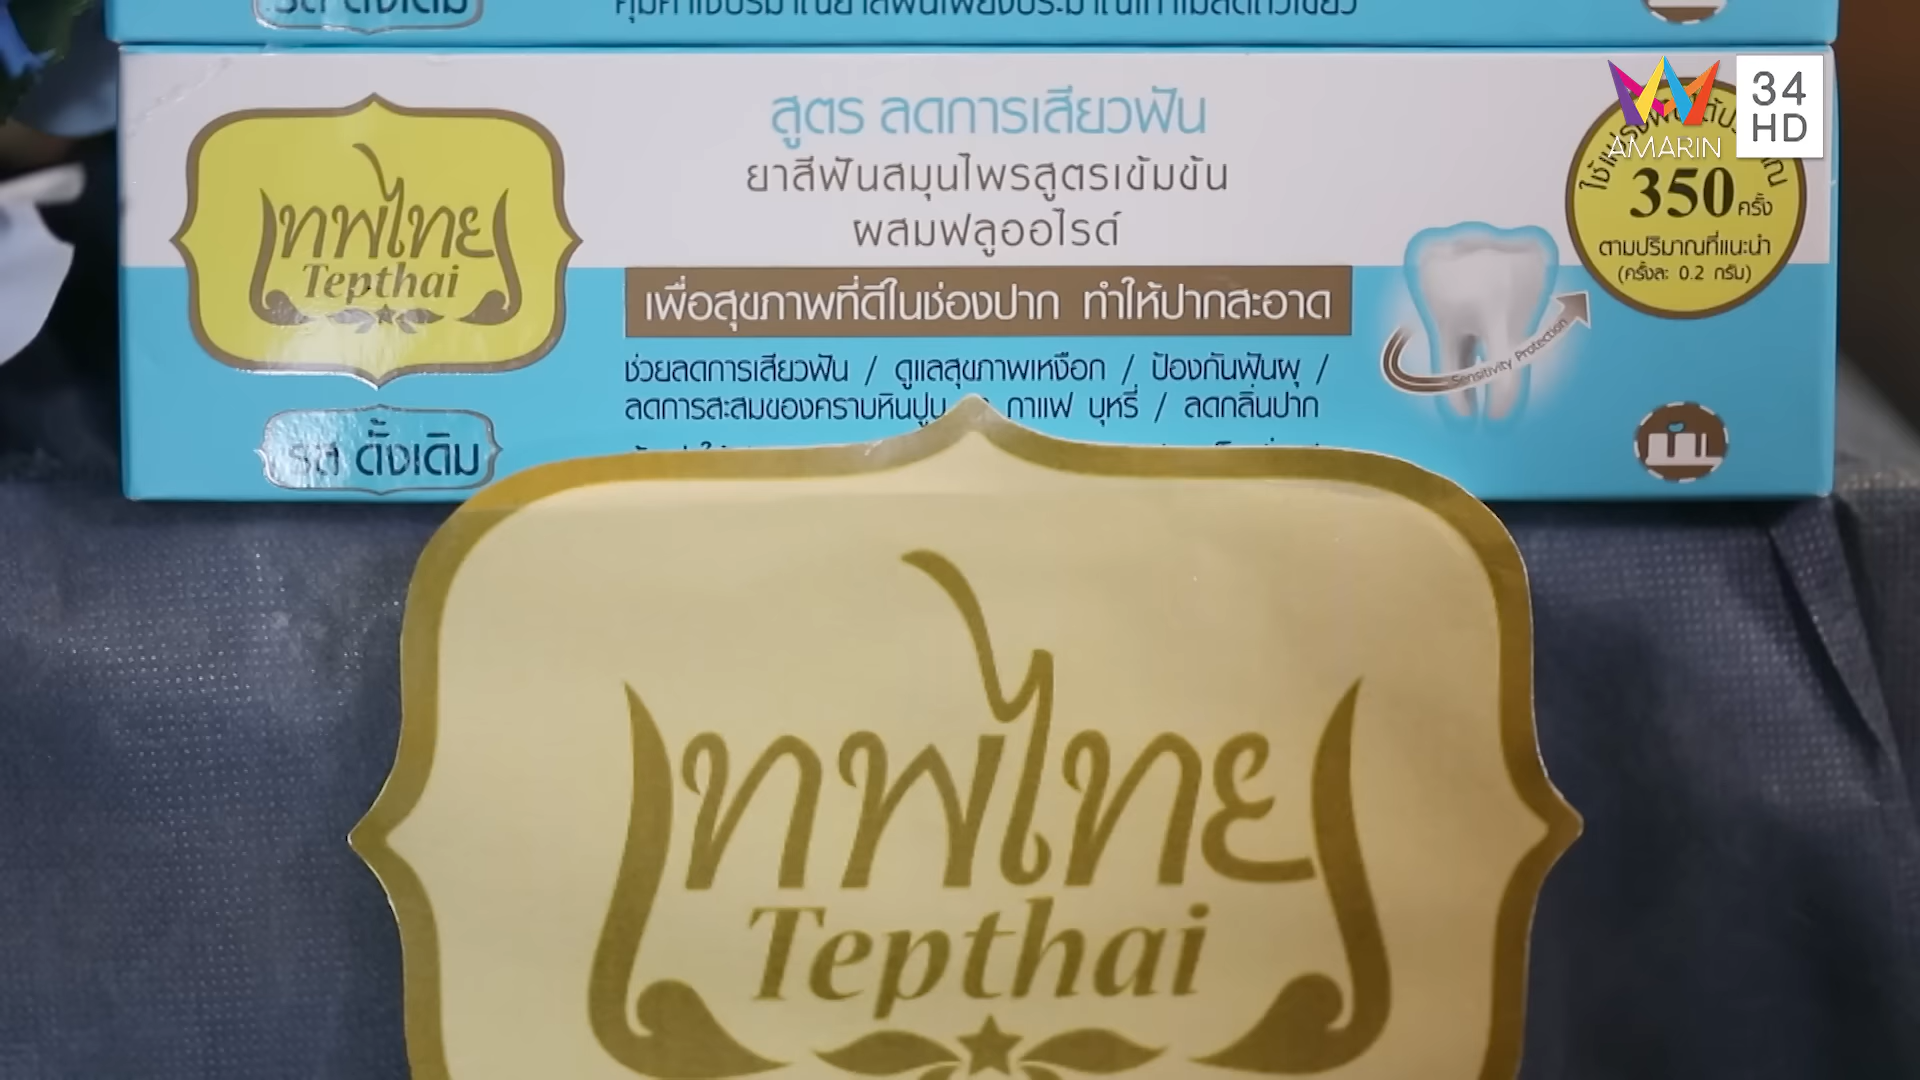 รส ดั้งเดิม
AMARIN
34
HD
สูตร ลดการเสียวฟัน
ยาสีฟันสมุนไพรสูตรเข้มข้น
ผสมฟลูออไรด์
เพื่อสุขภาพที่ดีในช่องปาก ทำให้ปากสะอาด
ช่วยลดการเสียวฟัน / ดูแลสุขภาพเหงือก / ป้องกันฟันผุ /
ลดการสะสมของคราบหินปูน กาแฟ บุหรี่ / ลดกลิ่นปาก
เทพไทย
Tepthai
รส ดั้งเดิม
350 ครั้ง
ตามปริมาณที่แนะนำ
(ครั้งละ 0.2 กรัม)
Sensitivity Protection
เทพไทย
Tepthai